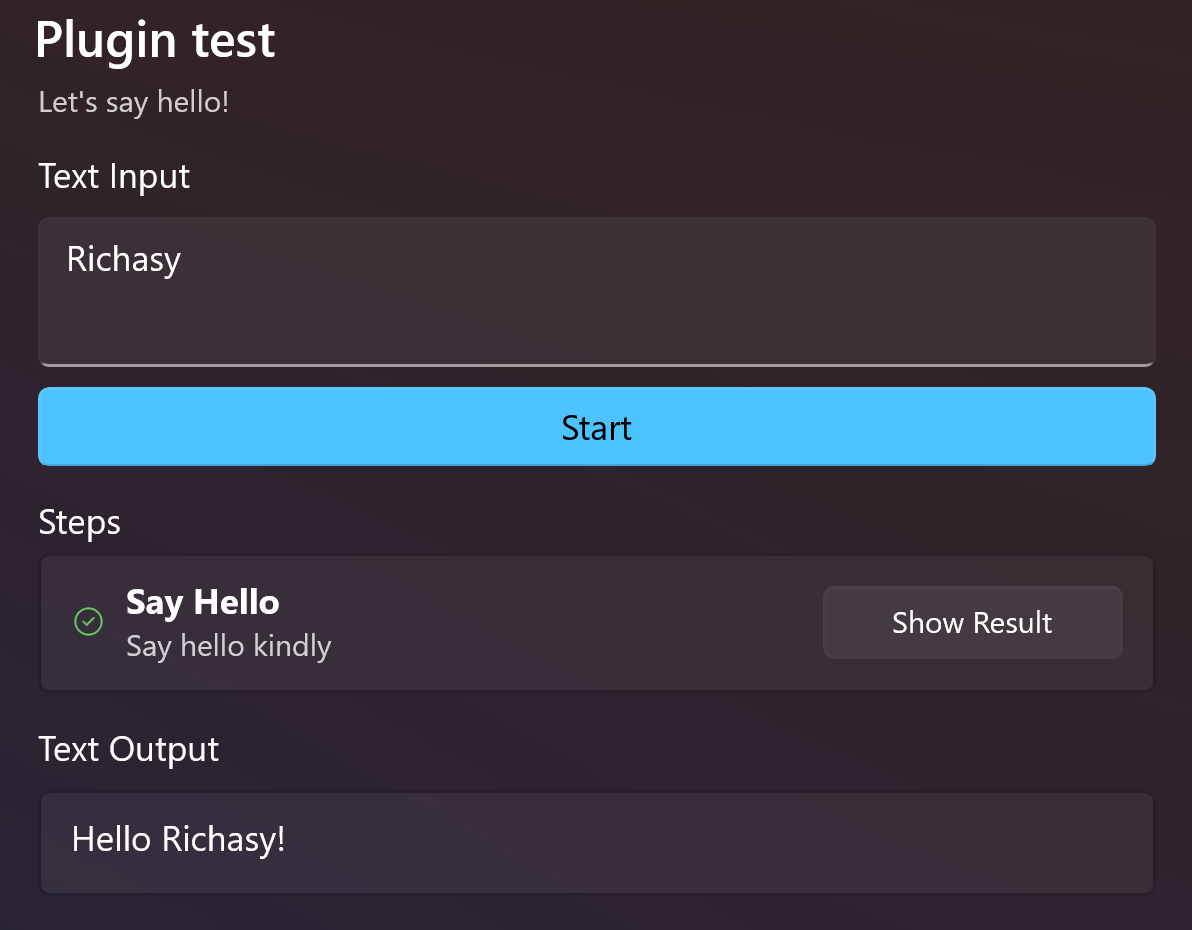 Plugin test
Let's say hello!
Text Input
Richasy
Start
Steps
Say Hello
Say hello kindly
Show Result
Text Output
Hello Richasy!